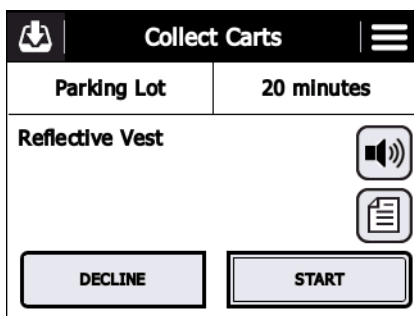 Collect Carts
Parking Lot 20 minutes
Reflective Vest
DECLINE START